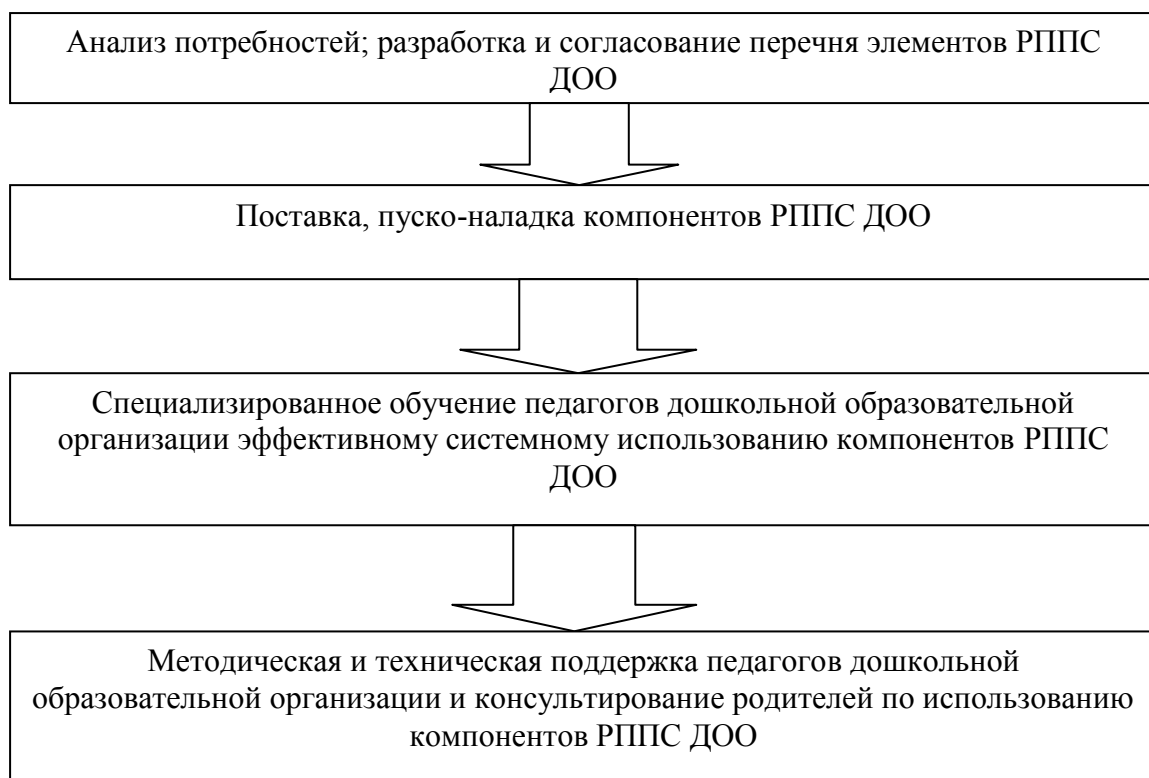 Анализ потребностей; разработка и согласование перечня элементов РППС
ДОО
Поставка, пуско-наладка компонентов РППС ДОО
Специализированное обучение педагогов дошкольной образовательной
организации эффективному системному использованию компонентов РППС
ДОО
Методическая и техническая поддержка педагогов дошкольной
образовательной организации и консультирование родителей по использованию
компонентов РППС ДОО